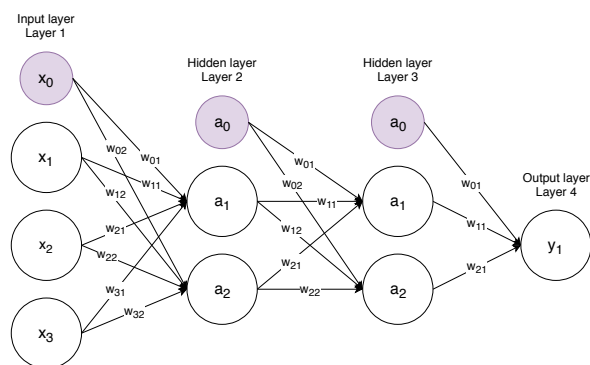 Input layer
Layer 1
x0
x1
x2
x3
w02
w01
w12
w11
w21
w22
w31
w32
Hidden layer
Layer 2
a0
a1
a2
w01
w02
w11
w12
w21
w22
Hidden layer
Layer 3
a0
a1
a2
w01
w11
w21
Output layer
Layer 4
y1